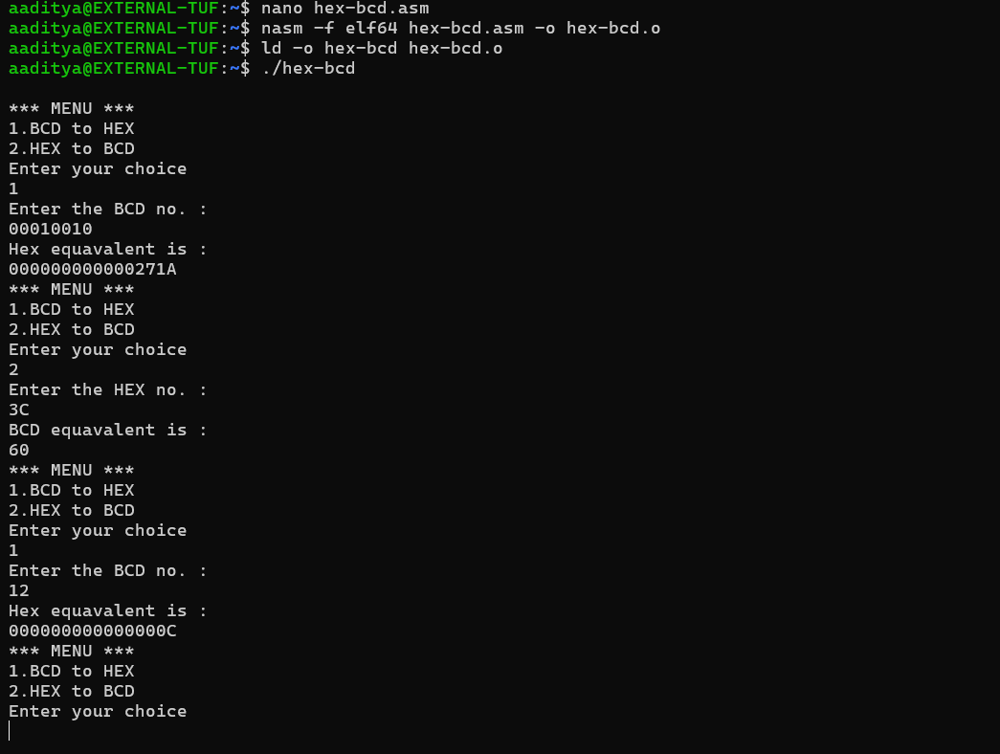 aaditya@EXTERNAL-TUF:~$ nano hex-bcd.asm
aaditya@EXTERNAL-TUF:~$ nasm -f elf64 hex-bcd.asm -o hex-bcd.o
aaditya@EXTERNAL-TUF:~$ ld -o hex-bcd hex-bcd.o
aaditya@EXTERNAL-TUF:~$ ./hex-bcd
*** MENU ***
1.BCD to HEX
2.HEX to BCD
Enter your choice
1
Enter the BCD no. :
00010010
Hex equavalent is :
000000000000271A
*** MENU ***
1.BCD to HEX
2.HEX to BCD
Enter your choice
2
Enter the HEX no. :
3C
BCD equavalent is :
60
*** MENU ***
1.BCD to HEX
2.HEX to BCD
Enter your choice
1
Enter the BCD no. :
12
Hex equavalent is :
000000000000000C
*** MENU ***
1.BCD to HEX
2.HEX to BCD
Enter your choice